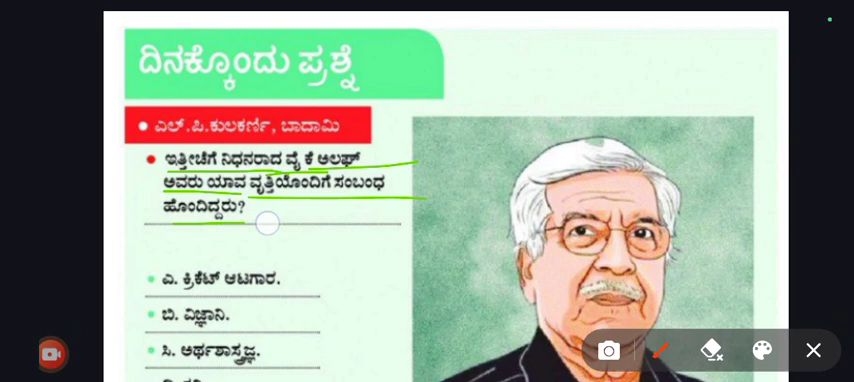 ದಿನಕ್ಕೊಂದು ಪ್ರಶ್ನೆ
• ಎಲ್.ಪಿ.ಕುಲಕರ್ಣಿ, ಬಾದಾಮಿ
• ಇತ್ತೀಚೆಗೆ ನಿಧನರಾದ ವೈ ಕೆ ಅಲಘ್
ಅವರು ಯಾವ ವೃತ್ತಿಯೊಂದಿಗೆ ಸಂಬಂಧ
ಹೊಂದಿದ್ದರು?
• ಎ. ಕ್ರಿಕೆಟ್ ಆಟಗಾರ.
• ಬಿ. ವಿಜ್ಞಾನಿ.
• ಸಿ. ಅರ್ಥಶಾಸ್ತ್ರಜ್ಞ.